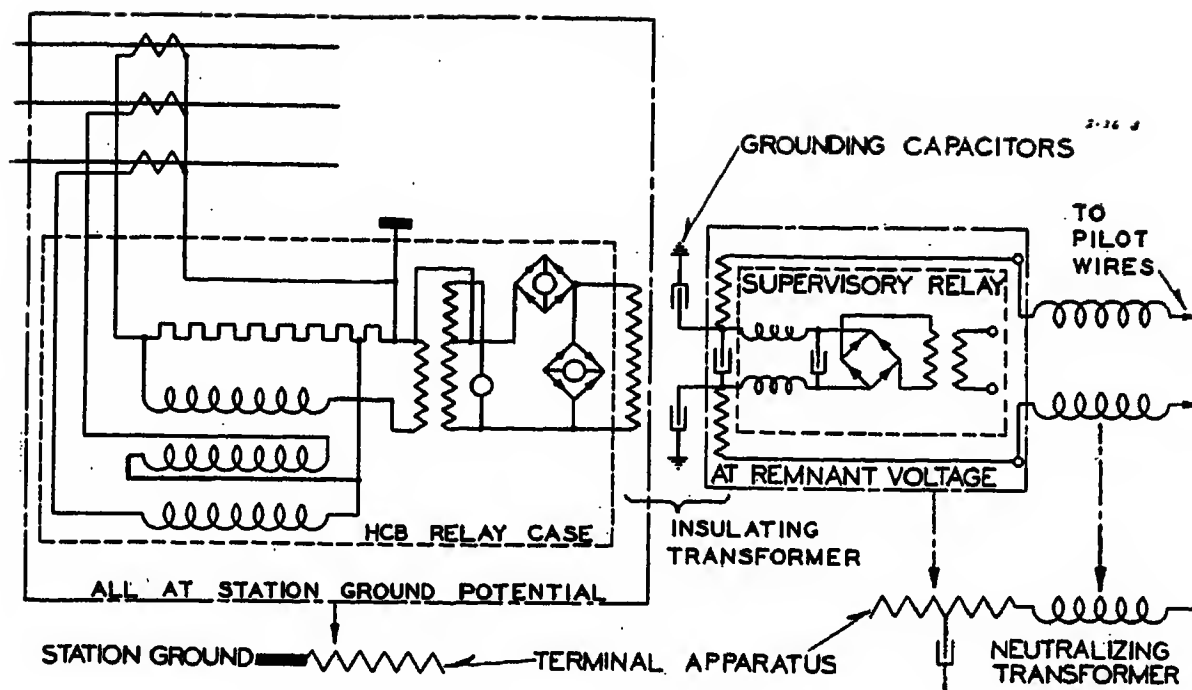 GROUNDING CAPACITORS
TO
PILOT
WIRES
SUPERVISORY RELAY
AT REMNANT VOLTAGE
HCB RELAY CASE
INSULATING
TRANSFORMER
ALL AT STATION GROUND POTENTIAL
STATION GROUND
TERMINAL APPARATUS
NEUTRALIZING
TRANSFORMER